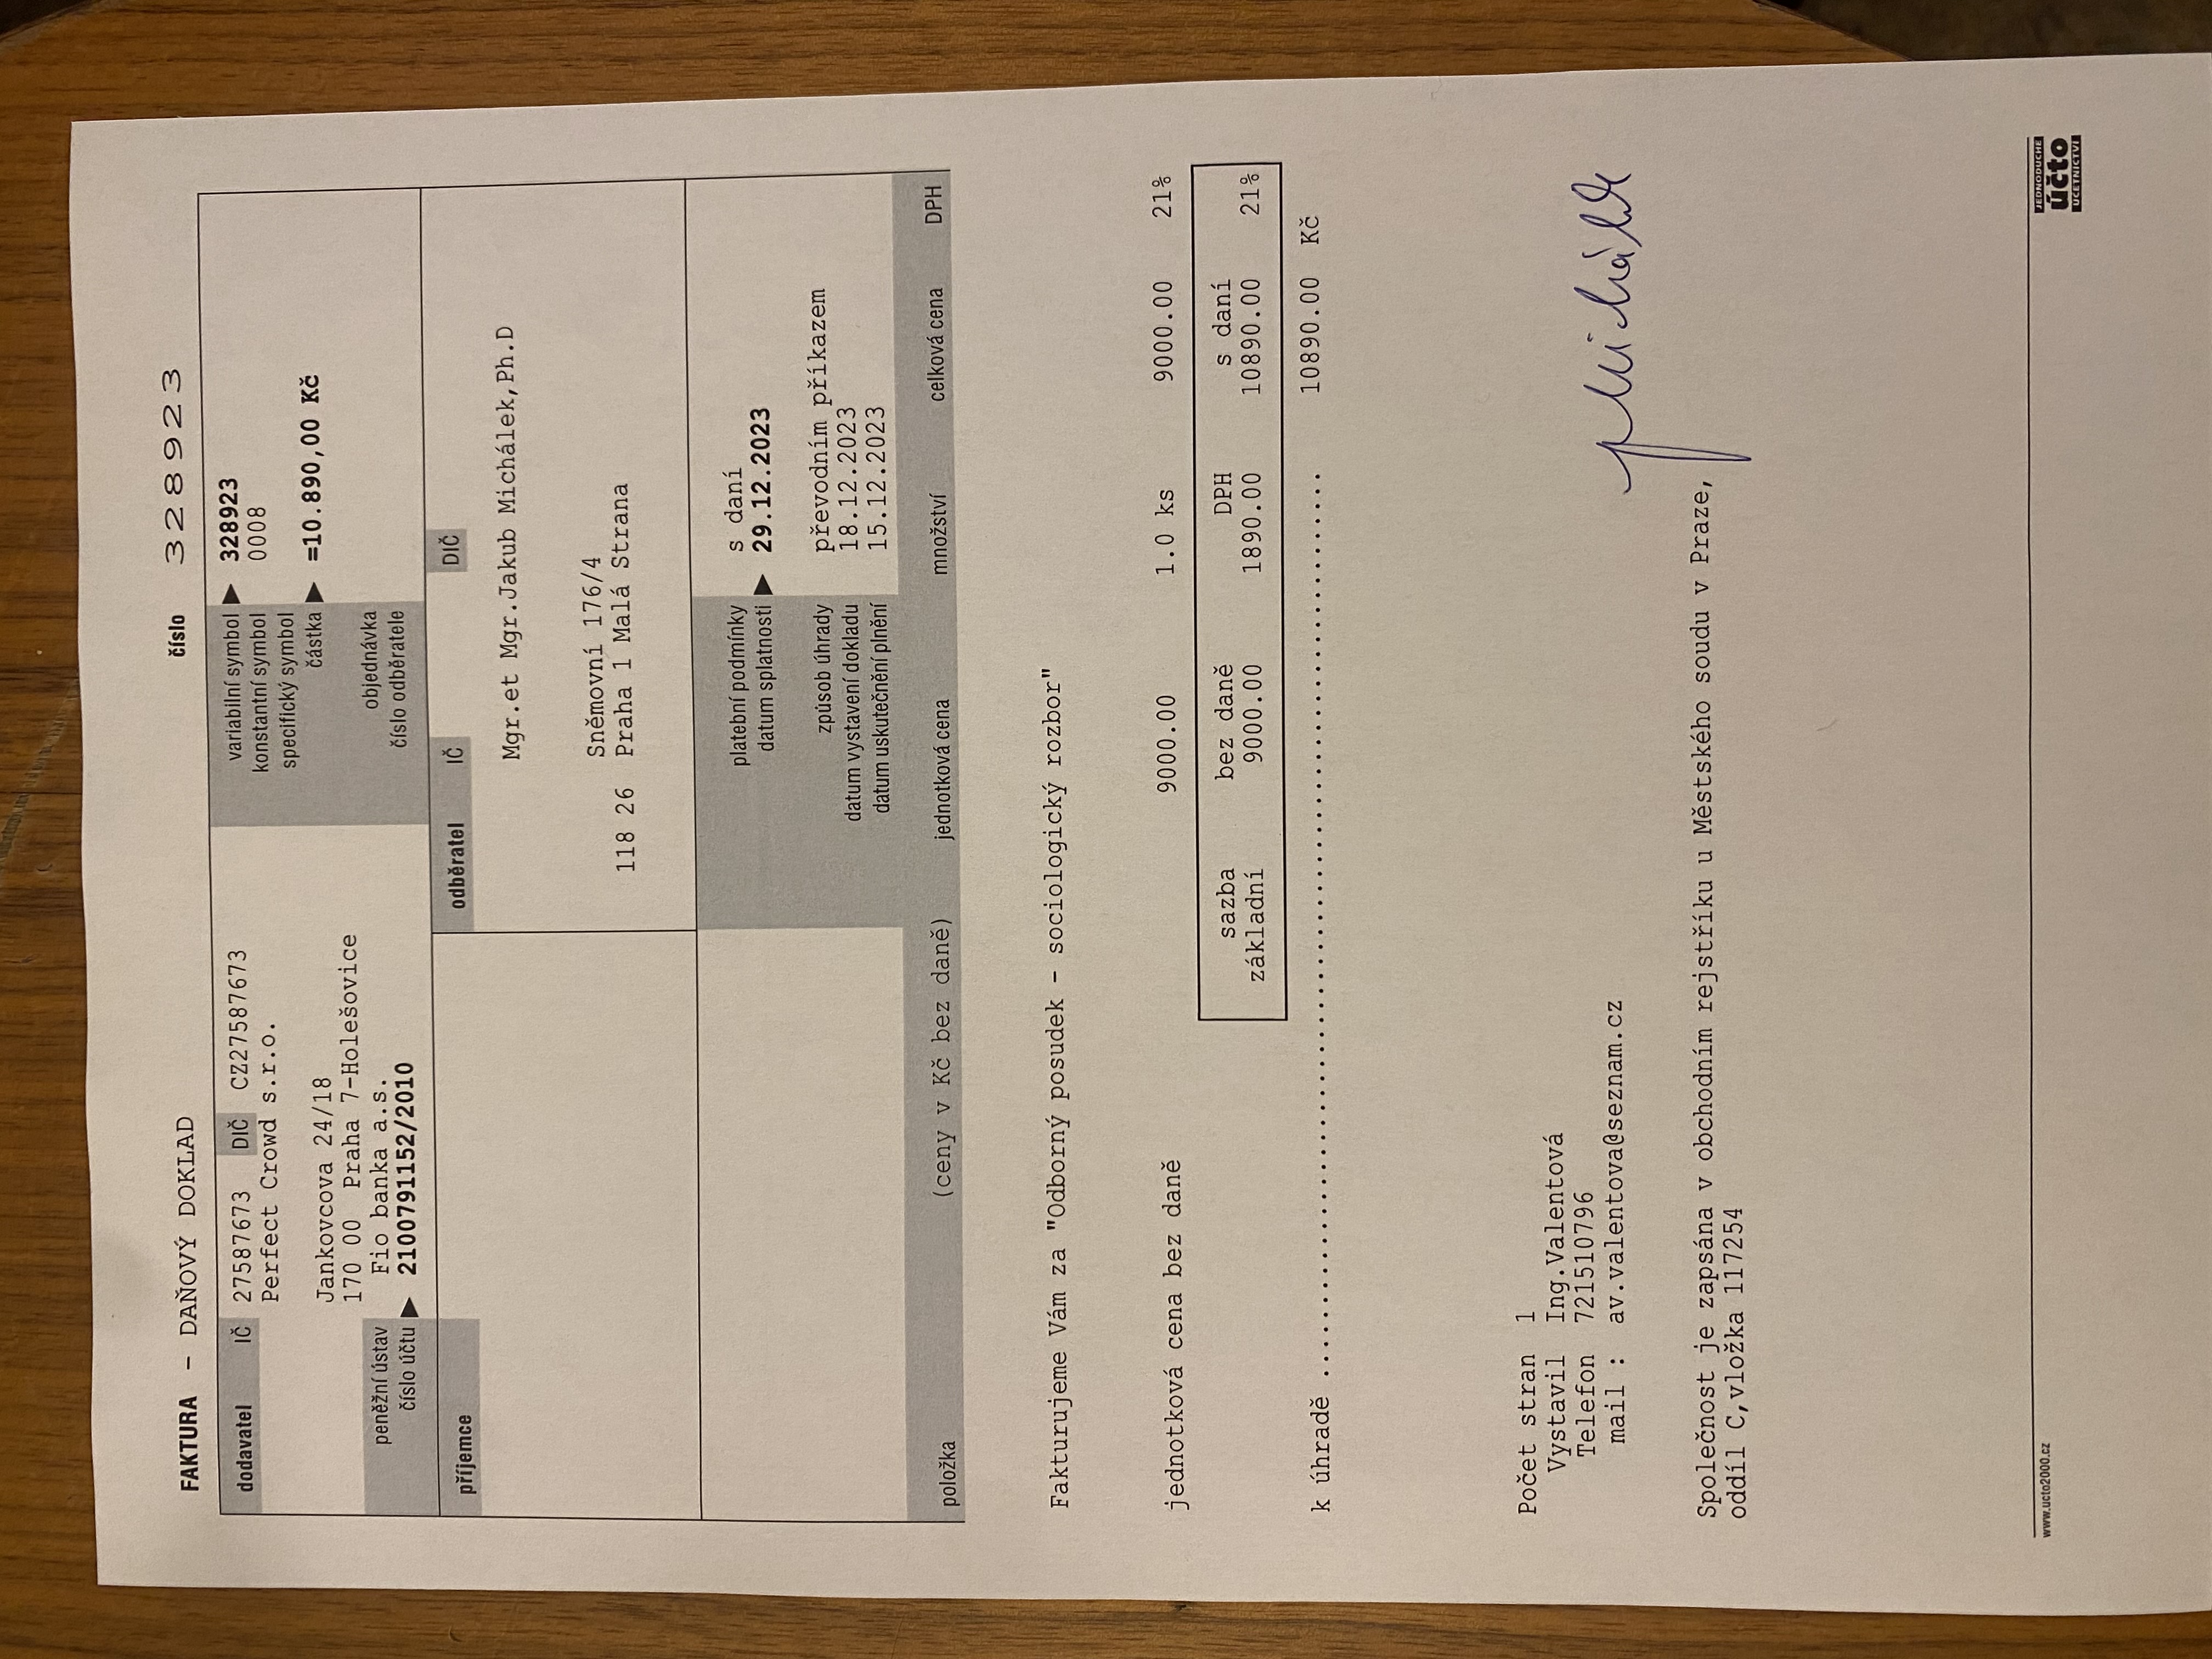 FAKTURA – DAŇOVÝ DOKLAD
číslo 328923
dodavatel IČ 27587673 DIČ CZ27587673
Perfect Crowd s.r.o.
Jankovcova 24/18
170 00 Praha 7-Holešovice
peněžní ústav Fio banka a.s.
číslo účtu ▶ 2100791152/2010
variabilní symbol ▶ 328923
konstantní symbol 0008
specifický symbol
částka ▶ =10.890,00 Kč
objednávka
číslo odběratele
příjemce
odběratel IČ DIČ
Mgr.et Mgr.Jakub Michálek,Ph.D
Sněmovní 176/4
118 26 Praha 1 Malá Strana
platební podmínky s daní
datum splatnosti ▶ 29.12.2023
způsob úhrady převodním příkazem
datum vystavení dokladu 18.12.2023
datum uskutečnění plnění 15.12.2023
položka (ceny v Kč bez daně) jednotková cena množství celková cena DPH
Fakturujeme Vám za "Odborný posudek - sociologický rozbor"
jednotková cena bez daně 9000.00 1.0 ks 9000.00 21%
sazba bez daně DPH s daní
základní 9000.00 1890.00 10890.00 21%
k úhradě .............................................................. 10890.00 Kč
Počet stran 1
Vystavil Ing.Valentová
Telefon 721510796
mail : av.valentova@seznam.cz
Michálek
Společnost je zapsána v obchodním rejstříku u Městského soudu v Praze,
oddíl C,vložka 117254
www.ucto2000.cz
JEDNODUCHE
účto
UCETNICTVI